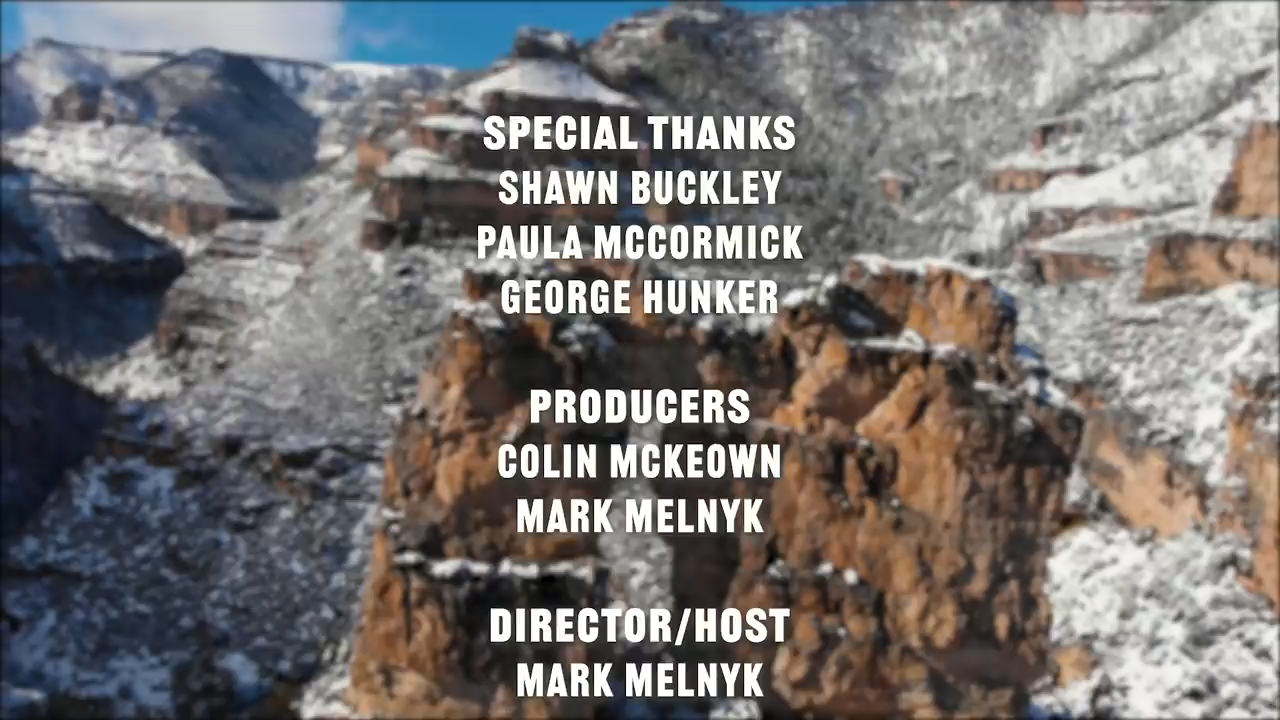 SPECIAL THANKS
SHAWN BUCKLEY
PAULA MCCORMICK
GEORGE HUNKER
PRODUCERS
COLIN MCKEOWN
MARK MELNYK
DIRECTOR/HOST
MARK MELNYK